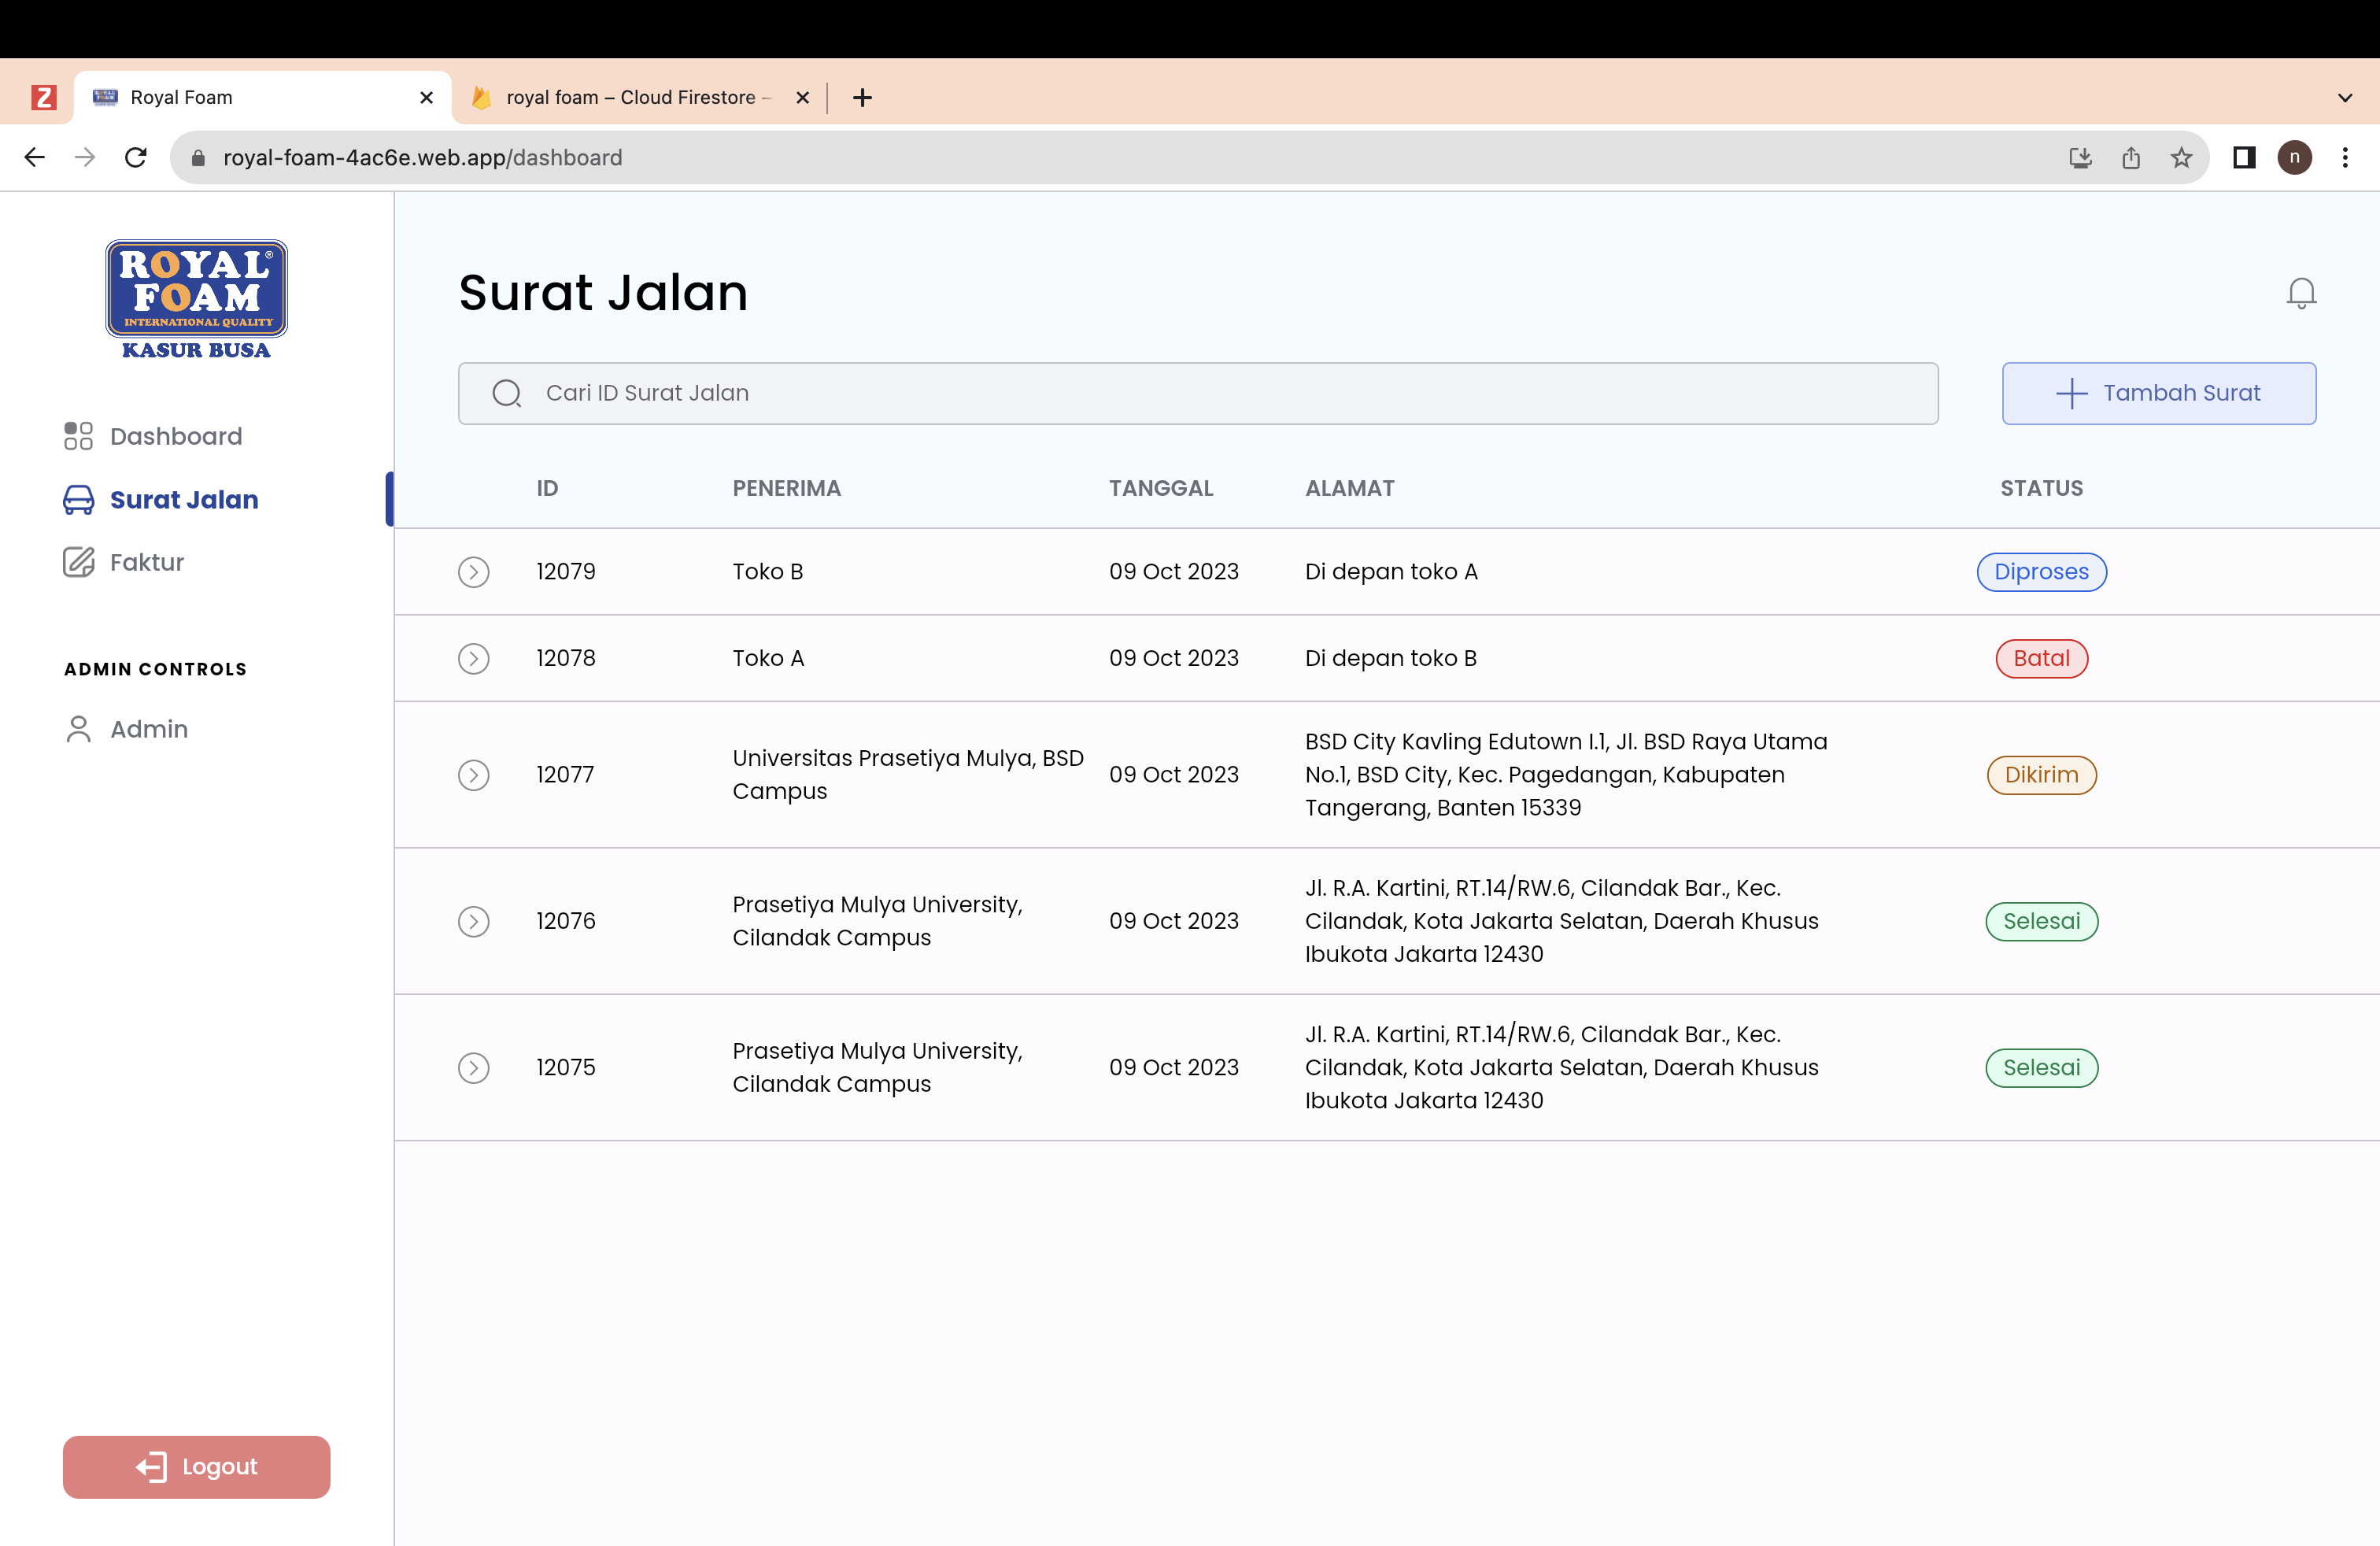 Z
Royal Foam
royal foam – Cloud Firestore –
royal-foam-4ac6e.web.app/dashboard
n
ROYAL®
FOAM
INTERNATIONAL QUALITY
KASUR BUSA
Dashboard
Surat Jalan
Faktur
ADMIN CONTROLS
Admin
Logout
Surat Jalan
Cari ID Surat Jalan
Tambah Surat
ID PENERIMA TANGGAL ALAMAT STATUS
12079 Toko B 09 Oct 2023 Di depan toko A Diproses
12078 Toko A 09 Oct 2023 Di depan toko B Batal
12077
Universitas Prasetiya Mulya, BSD
Campus
09 Oct 2023
BSD City Kavling Edutown I.1, Jl. BSD Raya Utama
No.1, BSD City, Kec. Pagedangan, Kabupaten
Tangerang, Banten 15339
Dikirim
12076
Prasetiya Mulya University,
Cilandak Campus
09 Oct 2023
Jl. R.A. Kartini, RT.14/RW.6, Cilandak Bar., Kec.
Cilandak, Kota Jakarta Selatan, Daerah Khusus
Ibukota Jakarta 12430
Selesai
12075
Prasetiya Mulya University,
Cilandak Campus
09 Oct 2023
Jl. R.A. Kartini, RT.14/RW.6, Cilandak Bar., Kec.
Cilandak, Kota Jakarta Selatan, Daerah Khusus
Ibukota Jakarta 12430
Selesai